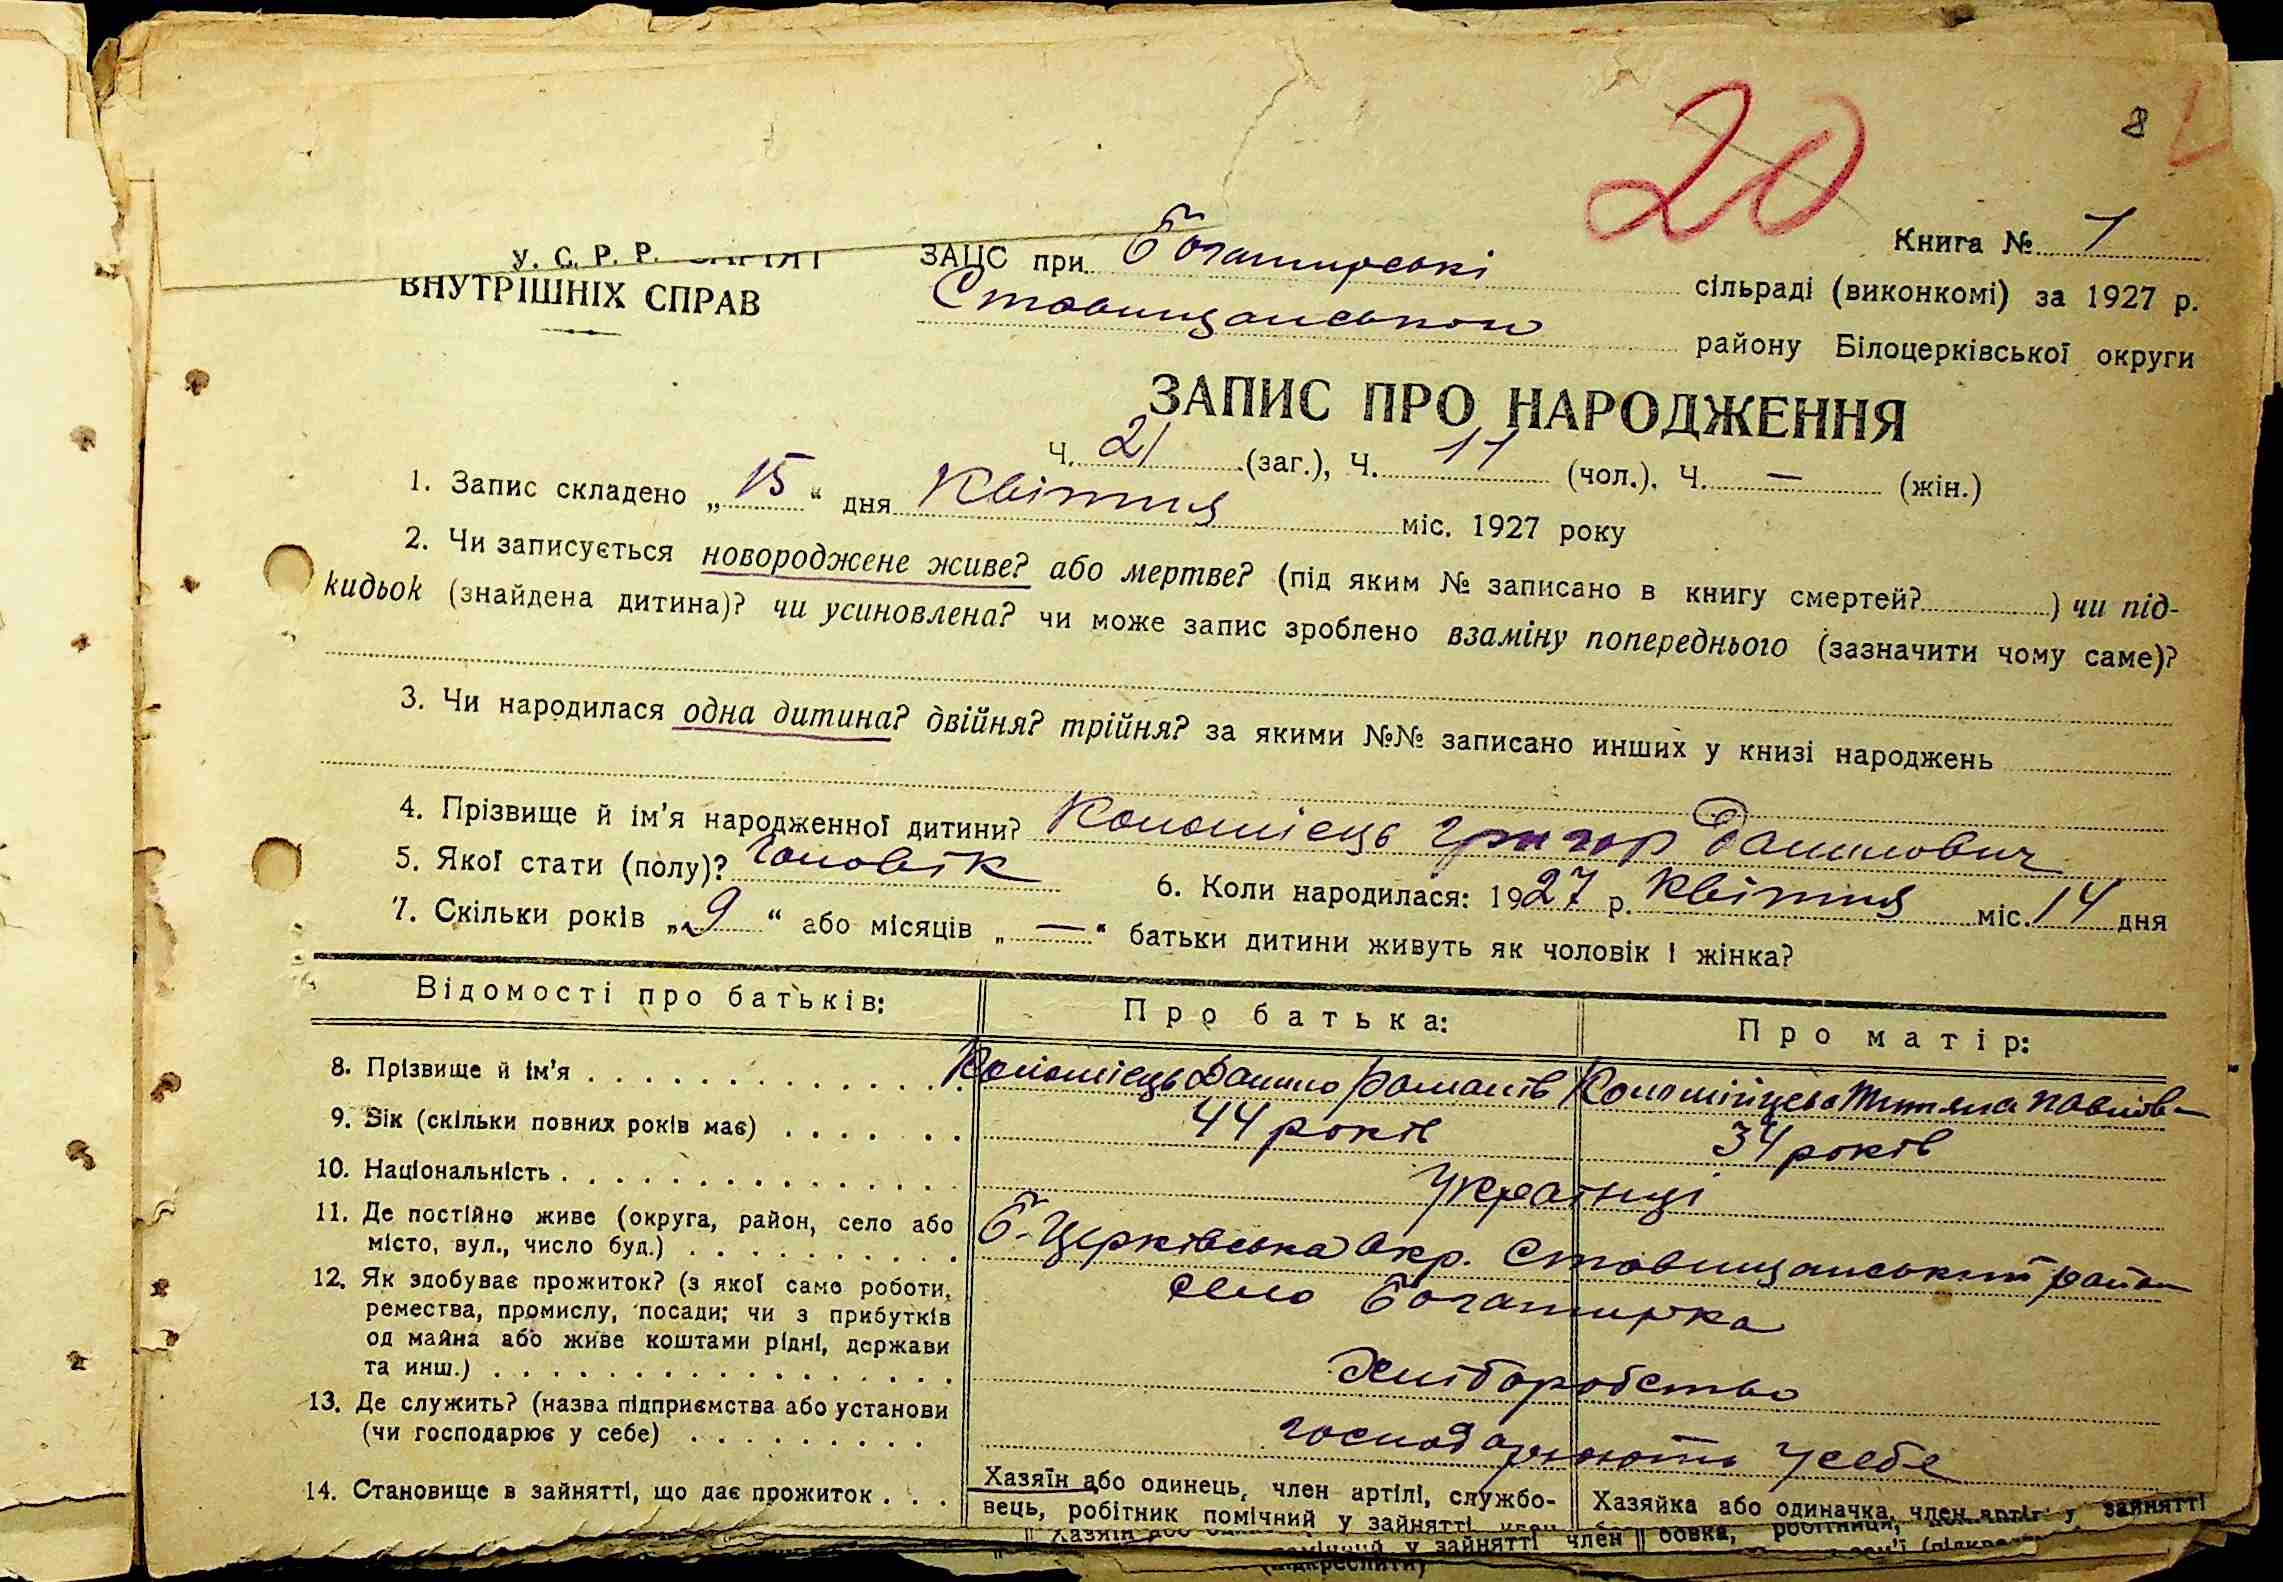 20
8
У. С. Р. Р.
ВНУТРІШНІХ СПРАВ
Книга № 1
ЗАЦС при Богатирські сільраді (виконкомі) за 1927 р.
Ставищанського району Білоцерківської округи
ЗАПИС ПРО НАРОДЖЕННЯ
Ч. 21 (заг.), Ч. 11 (чол.). Ч. — (жін.)
1. Запис складено „15“ дня Квітня міс. 1927 року
2. Чи записується новороджене живе? або мертве? (під яким № записано в книгу смертей? ) чи під-
кидьок (знайдена дитина)? чи усиновлена? чи може запис зроблено взаміну попереднього (зазначити чому саме)?
3. Чи народилася одна дитина? двійня? трійня? за якими №№ записано инших у книзі народжень
4. Прізвище й ім'я народженної дитини? Коломієць Григор Данилович
5. Якої стати (полу)? Чоловік 6. Коли народилася: 1927 р. Квітня міс. 14 дня
7. Скільки років „9“ або місяців „—“ батьки дитини живуть як чоловік і жінка?
Відомості про батьків: Про батька: Про матір:
8. Прізвище й ім'я . . . Коломієць Данило Романів Коломійцева Тетяна Павлов-
9. Вік (скільки повних років має) . . . 44 років 34 років
10. Національність . . . Українці
11. Де постійно живе (округа, район, село або
місто, вул., число буд.) . . . Б-Церківська окр. Ставищанський район
село Богатирка
12. Як здобуває прожиток? (з якої само роботи,
ремества, промислу, посади; чи з прибутків
од майна або живе коштами рідні, держави
та инш.) . . . Хліборобство
13. Де служить? (назва підприємства або установи
(чи господарює у себе) . . . господарюють у себе
14. Становище в зайнятті, що дає прожиток . . .
Хазяїн або одинець, член артілі, службо-
вець, робітник помічний у зайнятті
Хазяйка або одиначка, член артіл